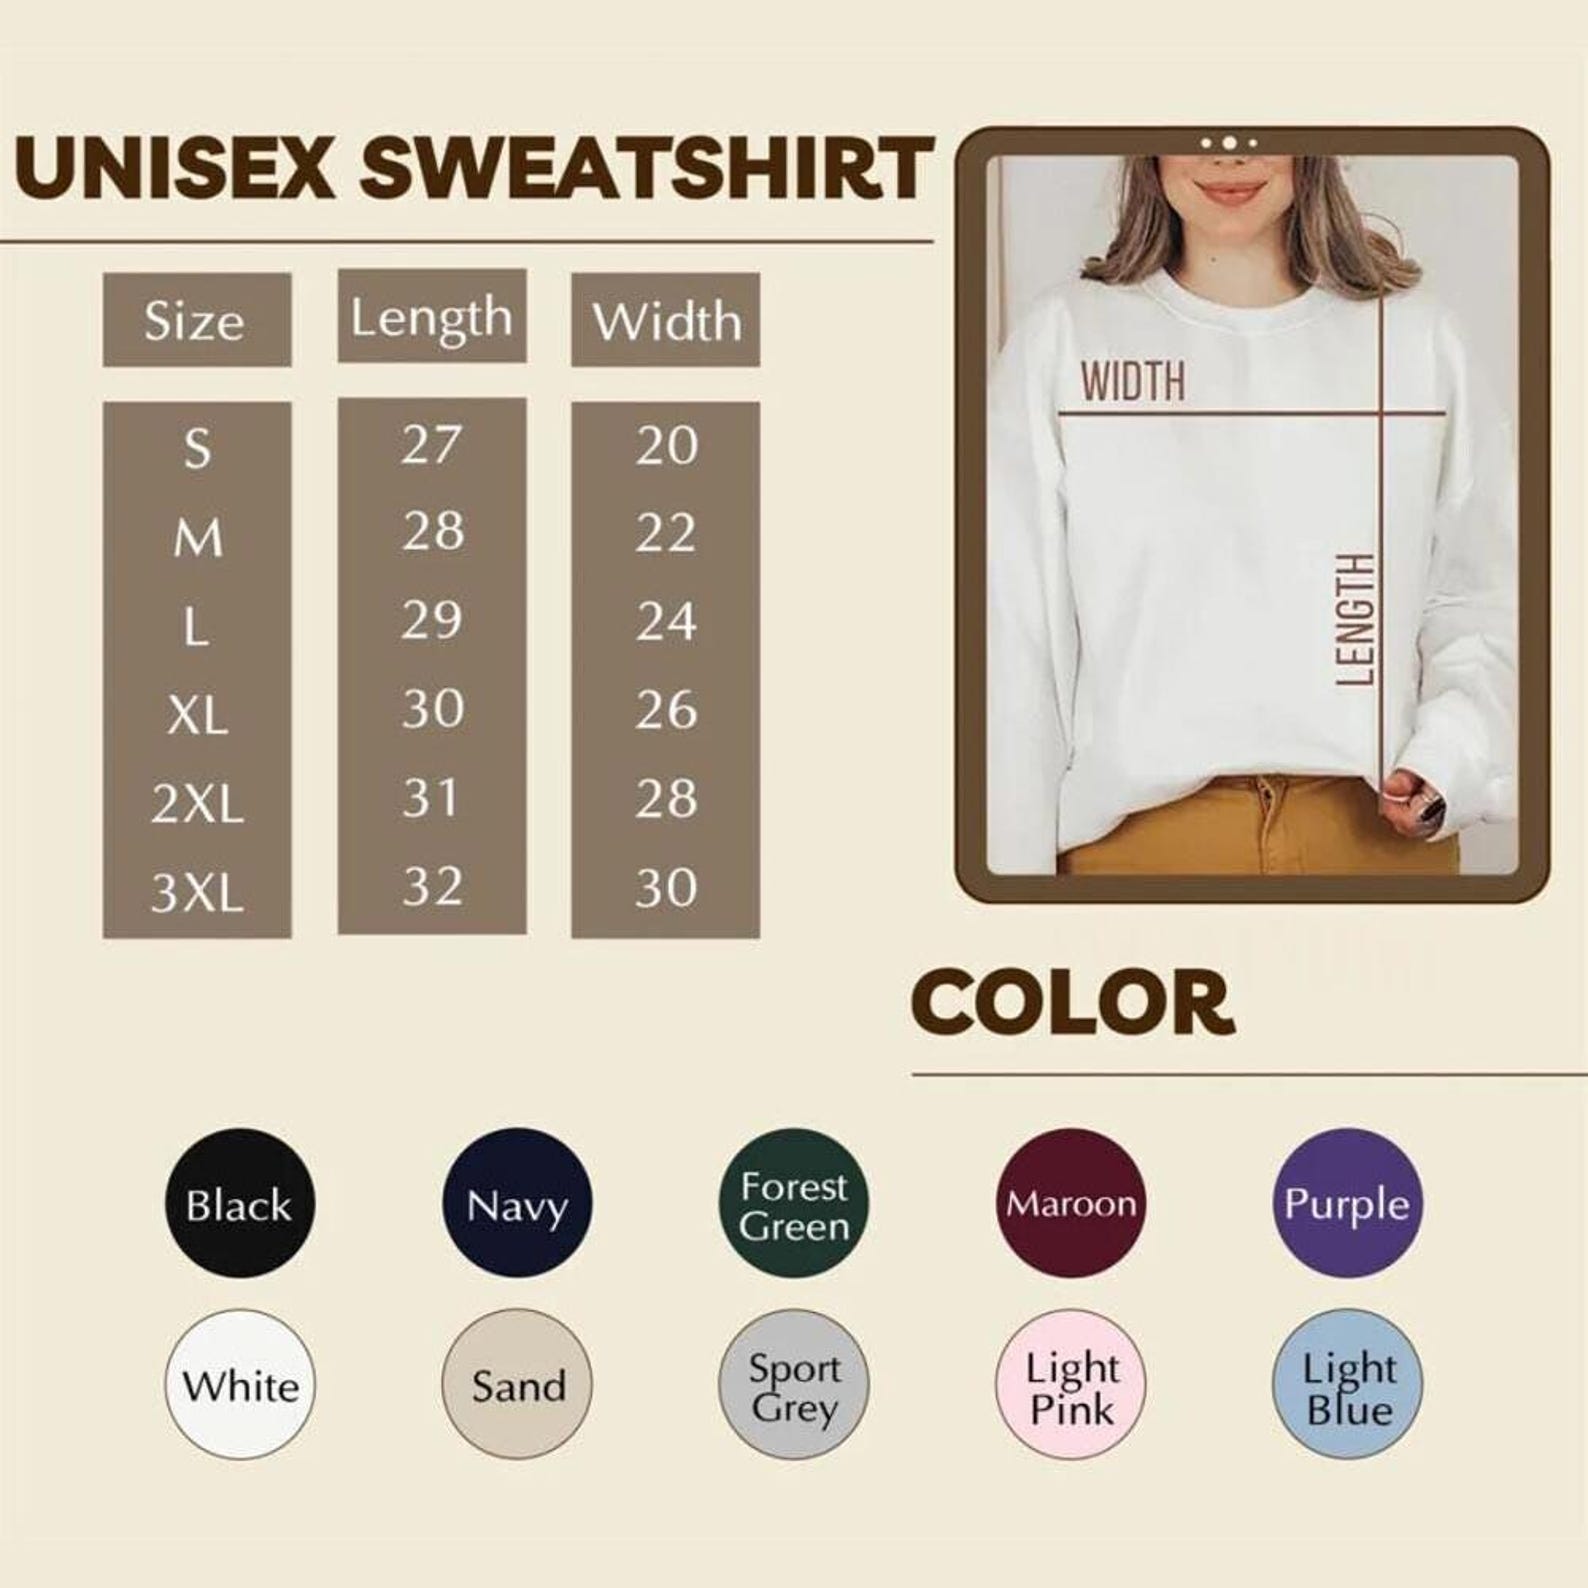 UNISEX SWEATSHIRT
Size Length Width
S 27 20
M 28 22
L 29 24
XL 30 26
2XL 31 28
3XL 32 30
WIDTH
LENGTH
COLOR
Black
Navy
Forest
Green
Maroon
Purple
White
Sand
Sport
Grey
Light
Pink
Light
Blue